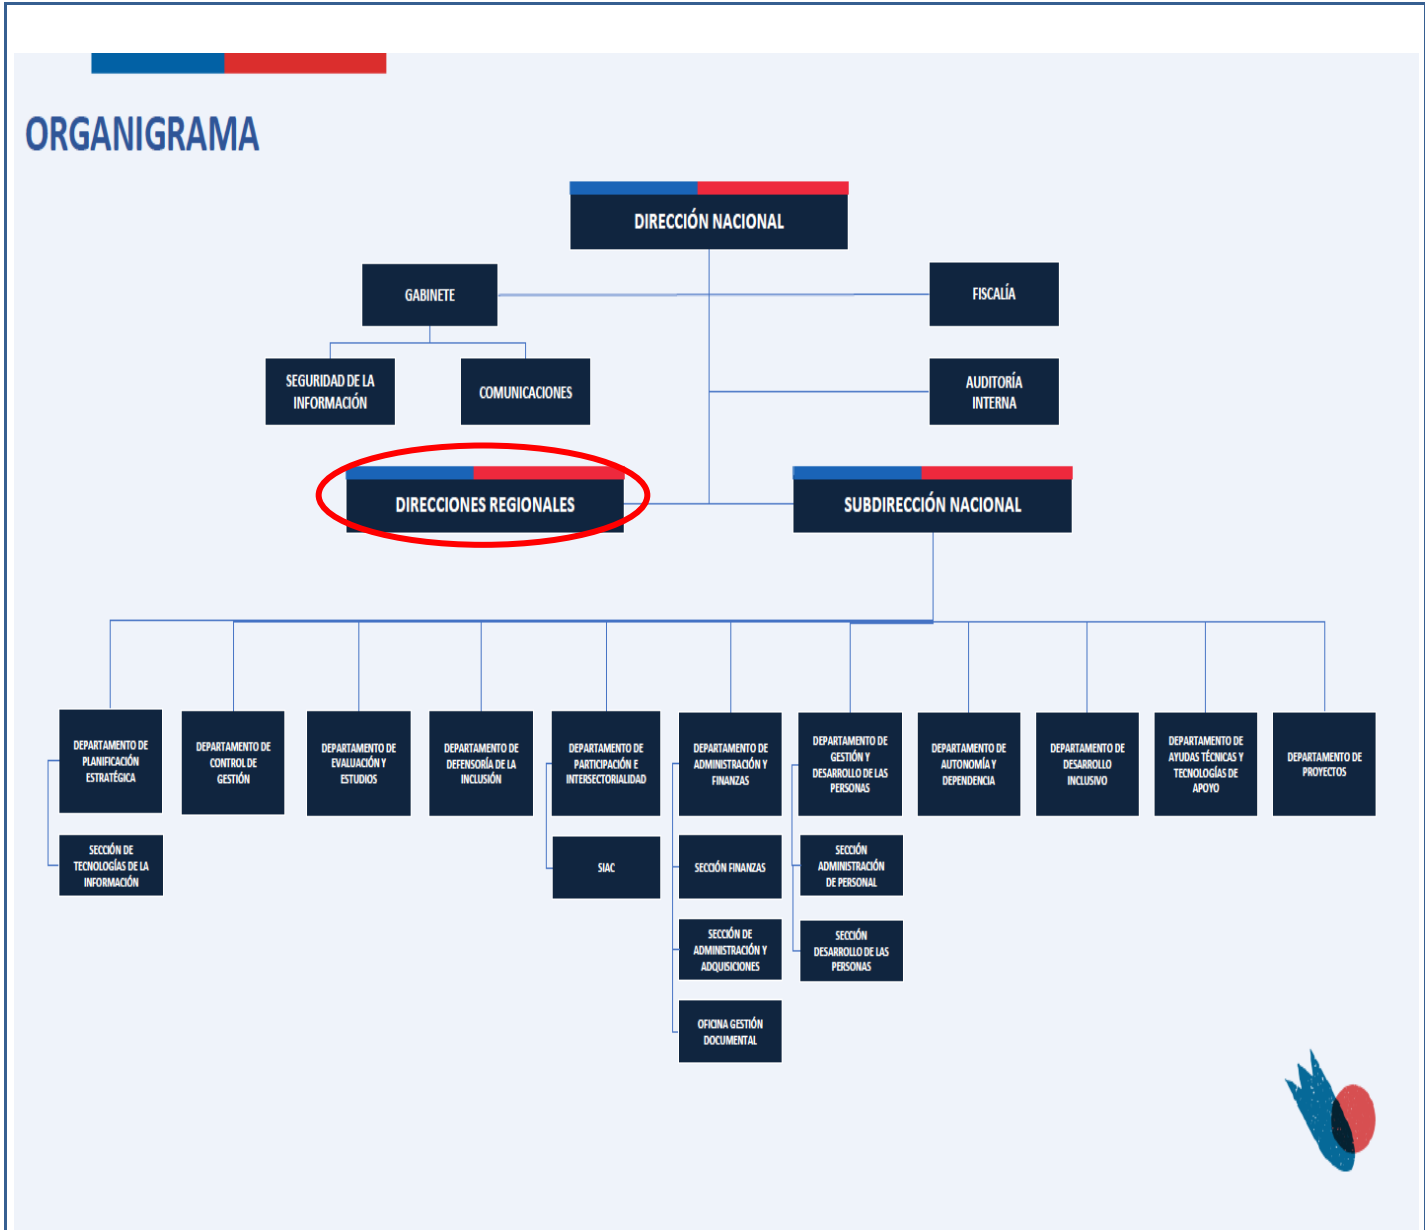 ORGANIGRAMA
DIRECCIÓN NACIONAL
GABINETE
FISCALÍA
SEGURIDAD DE LA
INFORMACIÓN
COMUNICACIONES
AUDITORÍA
INTERNA
DIRECCIONES REGIONALES
SUBDIRECCIÓN NACIONAL
DEPARTAMENTO DE
PLANIFICACIÓN
ESTRATÉGICA
DEPARTAMENTO DE
CONTROL DE
GESTIÓN
DEPARTAMENTO DE
EVALUACIÓN Y
ESTUDIOS
DEPARTAMENTO DE
DEFENSORÍA DE LA
INCLUSIÓN
DEPARTAMENTO DE
PARTICIPACIÓN E
INTERSECTORIALIDAD
DEPARTAMENTO DE
ADMINISTRACIÓN Y
FINANZAS
DEPARTAMENTO DE
GESTIÓN Y
DESARROLLO DE LAS
PERSONAS
DEPARTAMENTO DE
AUTONOMÍA Y
DEPENDENCIA
DEPARTAMENTO DE
DESARROLLO
INCLUSIVO
DEPARTAMENTO DE
AYUDAS TÉCNICAS Y
TECNOLOGÍAS DE
APOYO
DEPARTAMENTO DE
PROYECTOS
SECCIÓN DE
TECNOLOGÍAS DE LA
INFORMACIÓN
SIAC
SECCIÓN FINANZAS
SECCIÓN
ADMINISTRACIÓN
DE PERSONAL
SECCIÓN DE
ADMINISTRACIÓN Y
ADQUISICIONES
SECCIÓN
DESARROLLO DE LAS
PERSONAS
OFICINA GESTIÓN
DOCUMENTAL